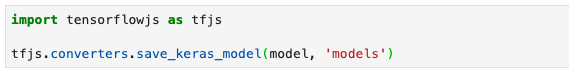 import tensorflowjs as tfjs
tfjs.converters.save_keras_model(model, 'models')